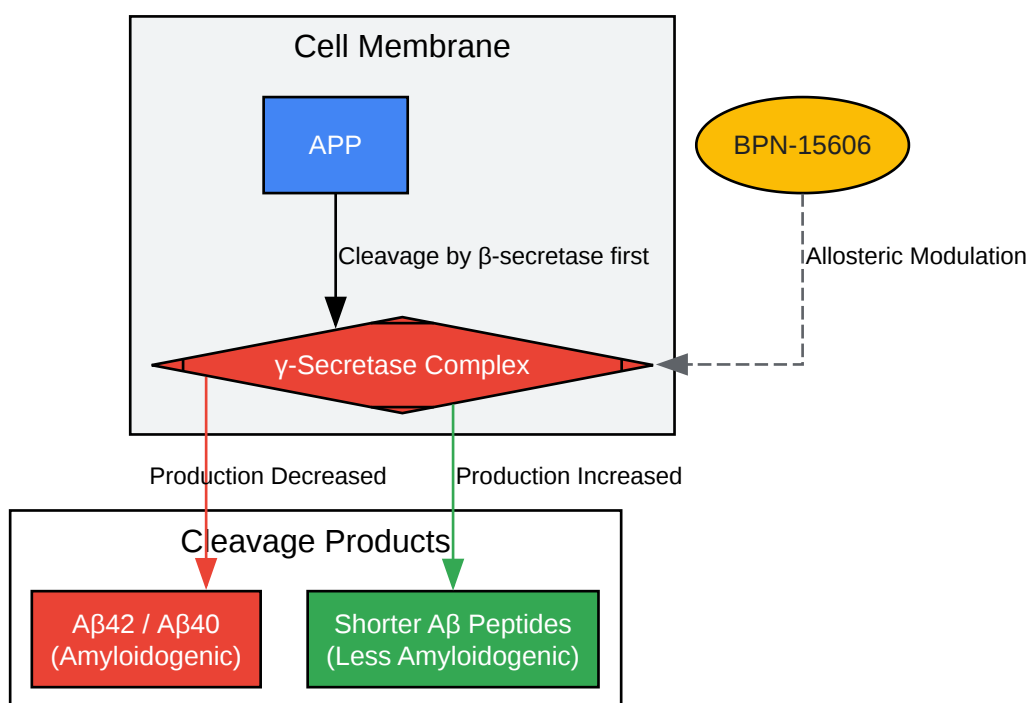 Cell Membrane
APP
BPN-15606
Cleavage by β-secretase first
Allosteric Modulation
γ-Secretase Complex
Production Decreased
Production Increased
Cleavage Products
Aβ42 / Aβ40
(Amyloidogenic)
Shorter Aβ Peptides
(Less Amyloidogenic)